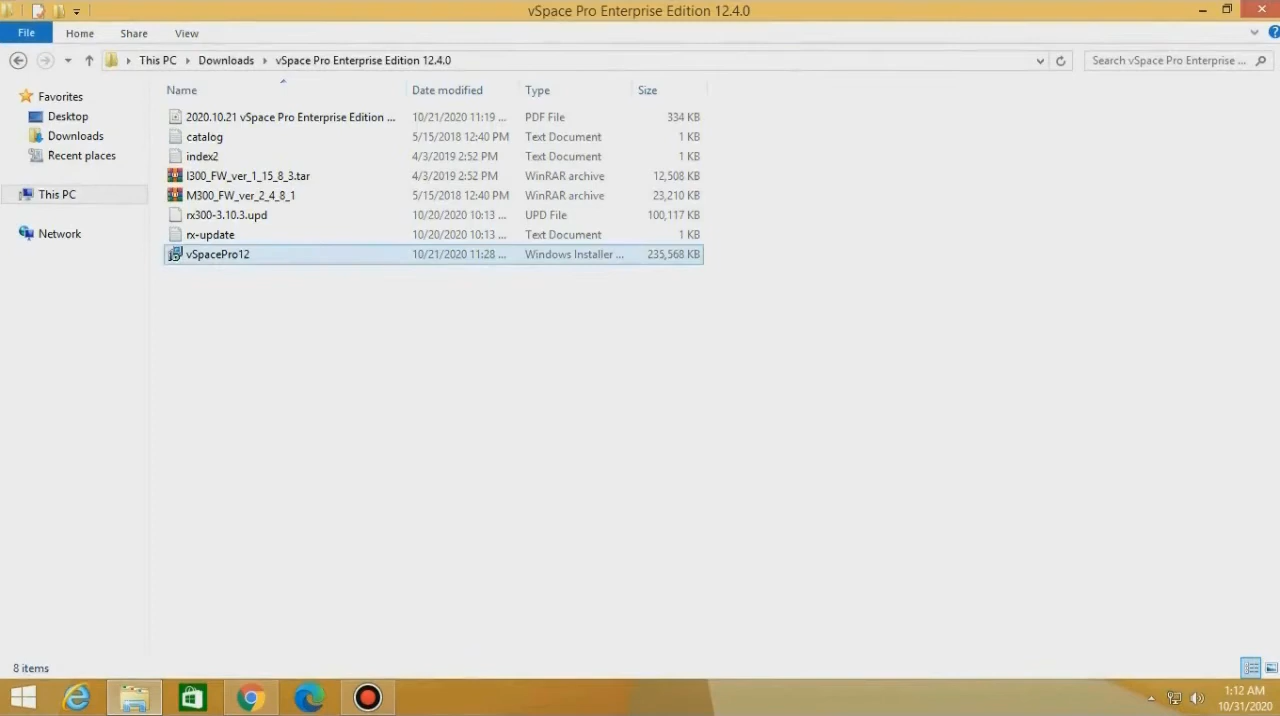 vSpace Pro Enterprise Edition 12.4.0
File Home Share View
This PC Downloads vSpace Pro Enterprise Edition 12.4.0 Search vSpace Pro Enterprise ...
Name Date modified Type Size
Favorites
Desktop
Downloads
Recent places
This PC
Network
2020.10.21 vSpace Pro Enterprise Edition ... 10/21/2020 11:19 ... PDF File 334 KB
catalog 5/15/2018 12:40 PM Text Document 1 KB
index2 4/3/2019 2:52 PM Text Document 1 KB
I300_FW_ver_1_15_8_3.tar 4/3/2019 2:52 PM WinRAR archive 12,508 KB
M300_FW_ver_2_4_8_1 5/15/2018 12:40 PM WinRAR archive 23,210 KB
rx300-3.10.3.upd 10/20/2020 10:13 ... UPD File 100,117 KB
rx-update 10/20/2020 10:13 ... Text Document 1 KB
vSpacePro12 10/21/2020 11:28 ... Windows Installer ... 235,568 KB
8 items
1:12 AM
10/31/2020